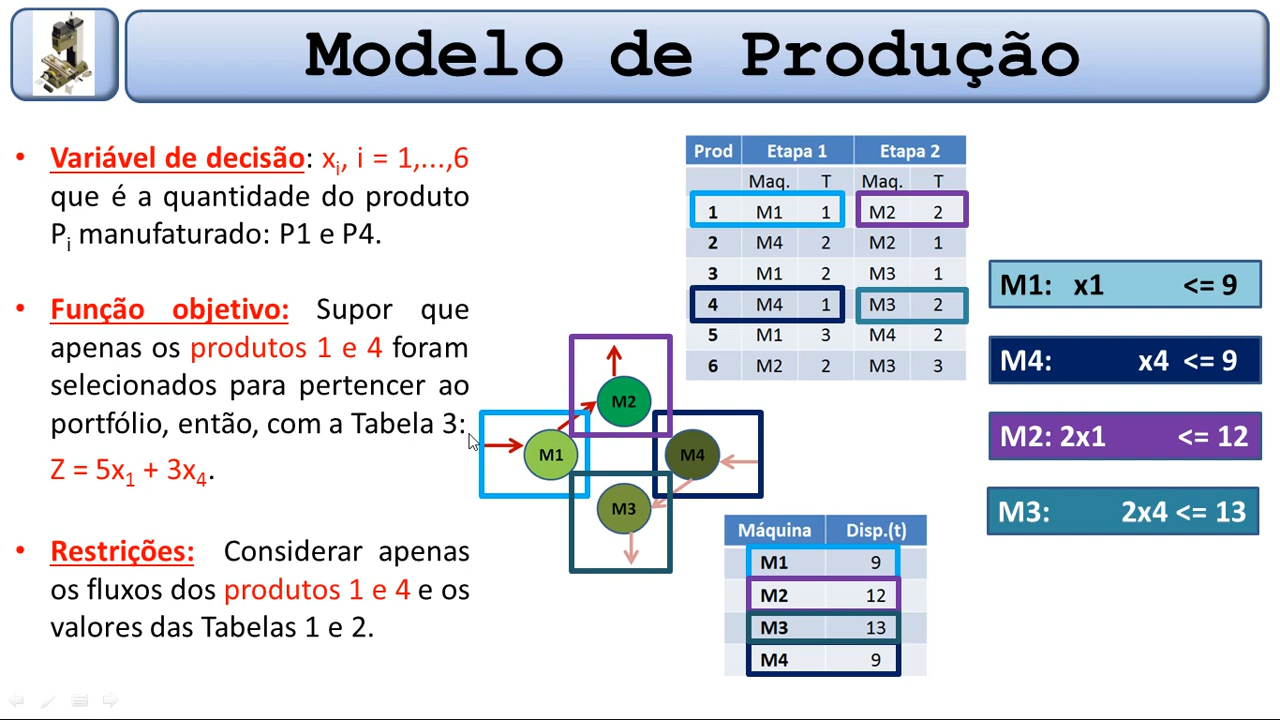 Modelo de Produção
• Variável de decisão: xi, i = 1,...,6
que é a quantidade do produto
Pi manufaturado: P1 e P4.
• Função objetivo: Supor que
apenas os produtos 1 e 4 foram
selecionados para pertencer ao
portfólio, então, com a Tabela 3:
Z = 5x1 + 3x4.
• Restrições: Considerar apenas
os fluxos dos produtos 1 e 4 e os
valores das Tabelas 1 e 2.
Prod Etapa 1 Etapa 2
Maq. T Maq. T
1 M1 1 M2 2
2 M4 2 M2 1
3 M1 2 M3 1
4 M4 1 M3 2
5 M1 3 M4 2
6 M2 2 M3 3
M2
M1
M4
M3
Máquina Disp.(t)
M1 9
M2 12
M3 13
M4 9
M1: x1 <= 9
M4: x4 <= 9
M2: 2x1 <= 12
M3: 2x4 <= 13